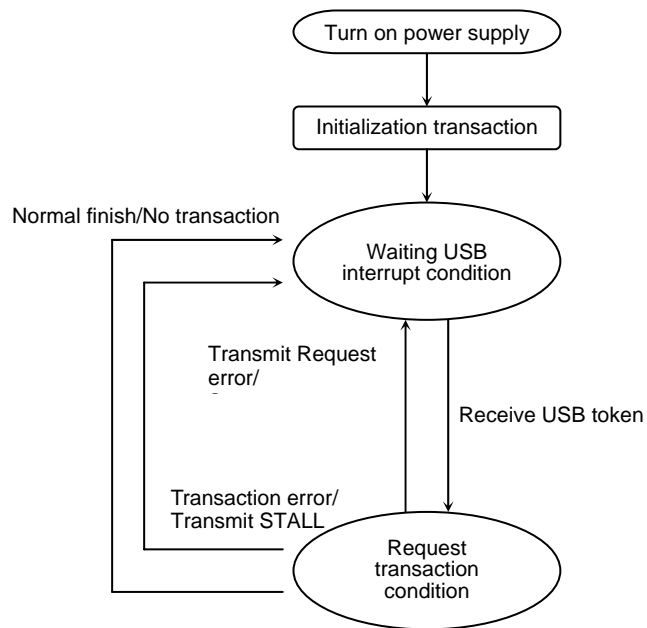 Turn on power supply
Initialization transaction
Normal finish/No transaction
Waiting USB
interrupt condition
Transmit Request
error/
Receive USB token
Transaction error/
Transmit STALL
Request
transaction
condition